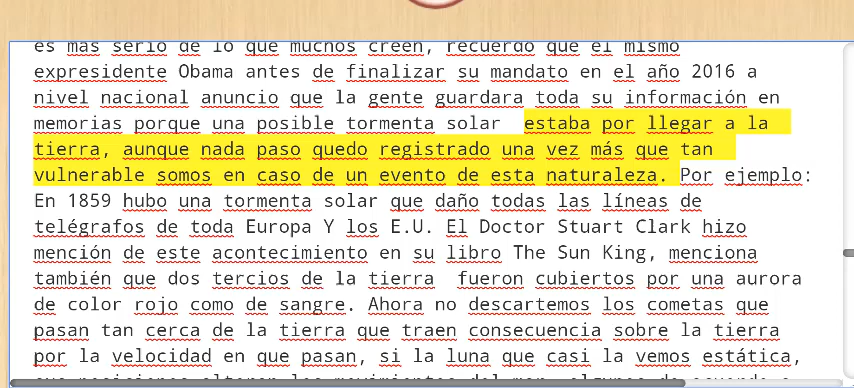 es más serio de lo que muchos creen, recuerdo que el mismo
expresidente Obama antes de finalizar su mandato en el año 2016 a
nivel nacional anuncio que la gente guardara toda su información en
memorias porque una posible tormenta solar  estaba por llegar a la
tierra, aunque nada paso quedo registrado una vez más que tan
vulnerable somos en caso de un evento de esta naturaleza. Por ejemplo:
En 1859 hubo una tormenta solar que daño todas las líneas de
telégrafos de toda Europa Y los E.U. El Doctor Stuart Clark hizo
mención de este acontecimiento en su libro The Sun King, menciona
también que dos tercios de la tierra  fueron cubiertos por una aurora
de color rojo como de sangre. Ahora no descartemos los cometas que
pasan tan cerca de la tierra que traen consecuencia sobre la tierra
por la velocidad en que pasan, si la luna que casi la vemos estática,